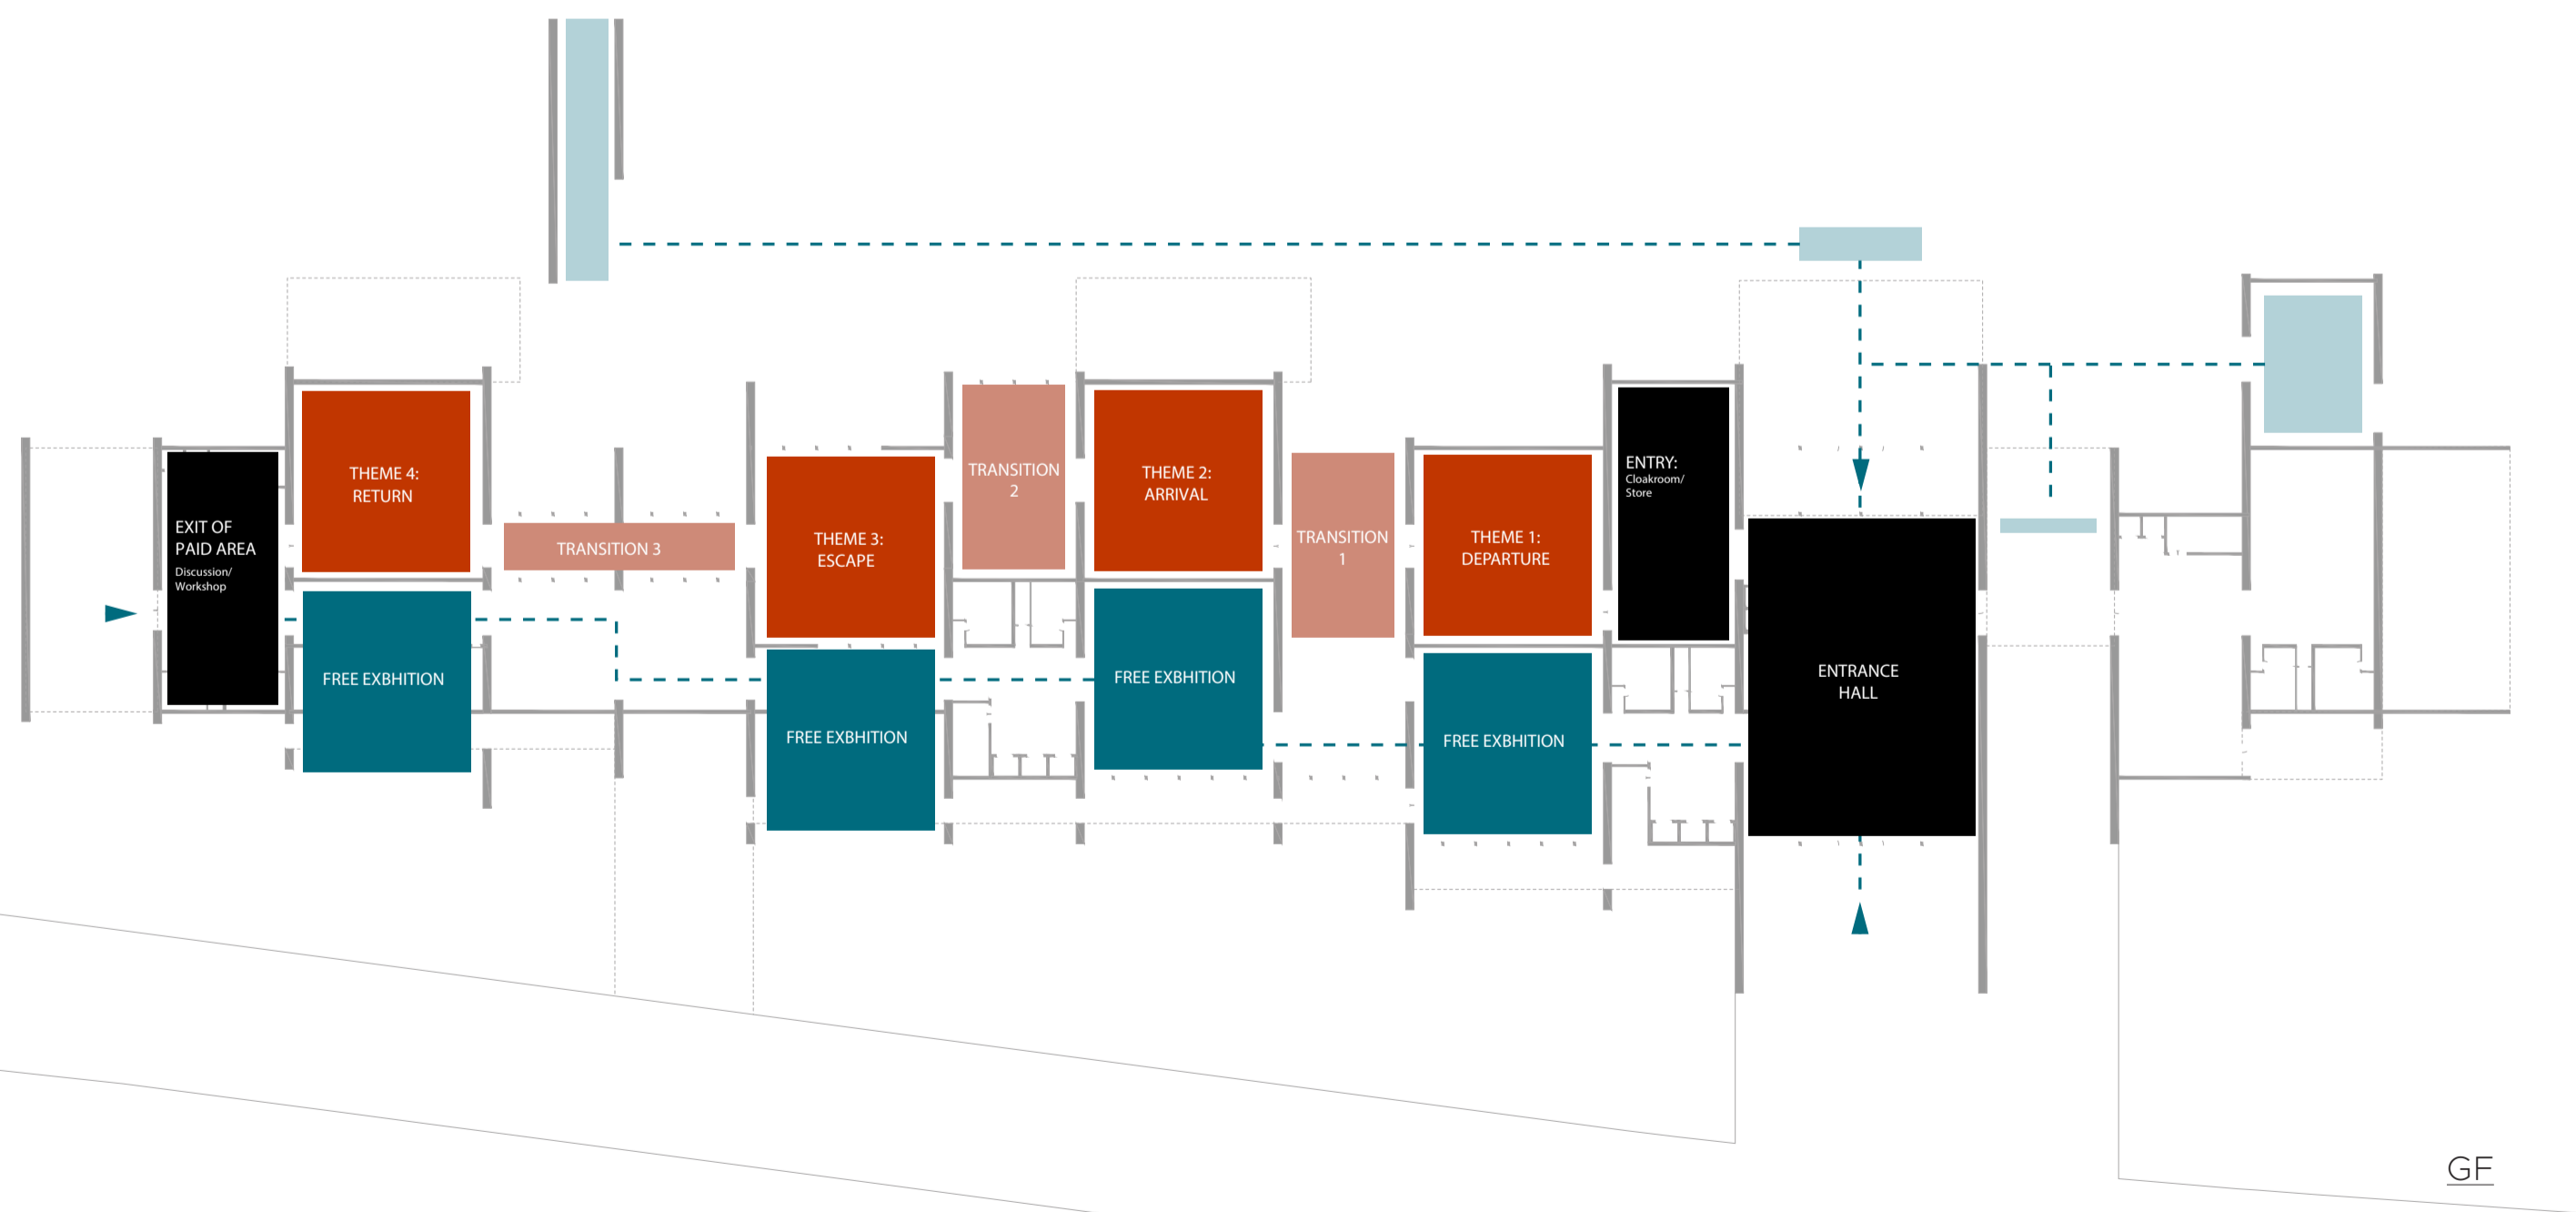 THEME 4:
RETURN
EXIT OF
PAID AREA
Discussion/
Workshop
FREE EXBHITION
TRANSITION 3
THEME 3:
ESCAPE
FREE EXBHITION
TRANSITION
2
THEME 2:
ARRIVAL
FREE EXBHITION
TRANSITION
1
THEME 1:
DEPARTURE
FREE EXBHITION
ENTRY:
Cloakroom/
Store
ENTRANCE
HALL
GF